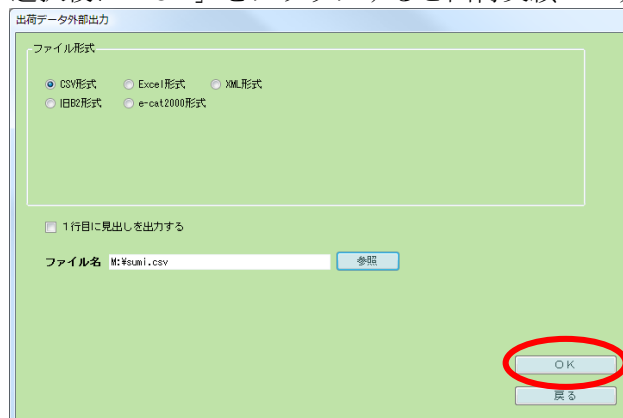 出荷データ外部出力
ファイル形式
CSV形式 Excel形式 XML形式
旧B2形式 e-cat2000形式
1行目に見出しを出力する
ファイル名 M:¥sumi.csv 参照
OK
戻る